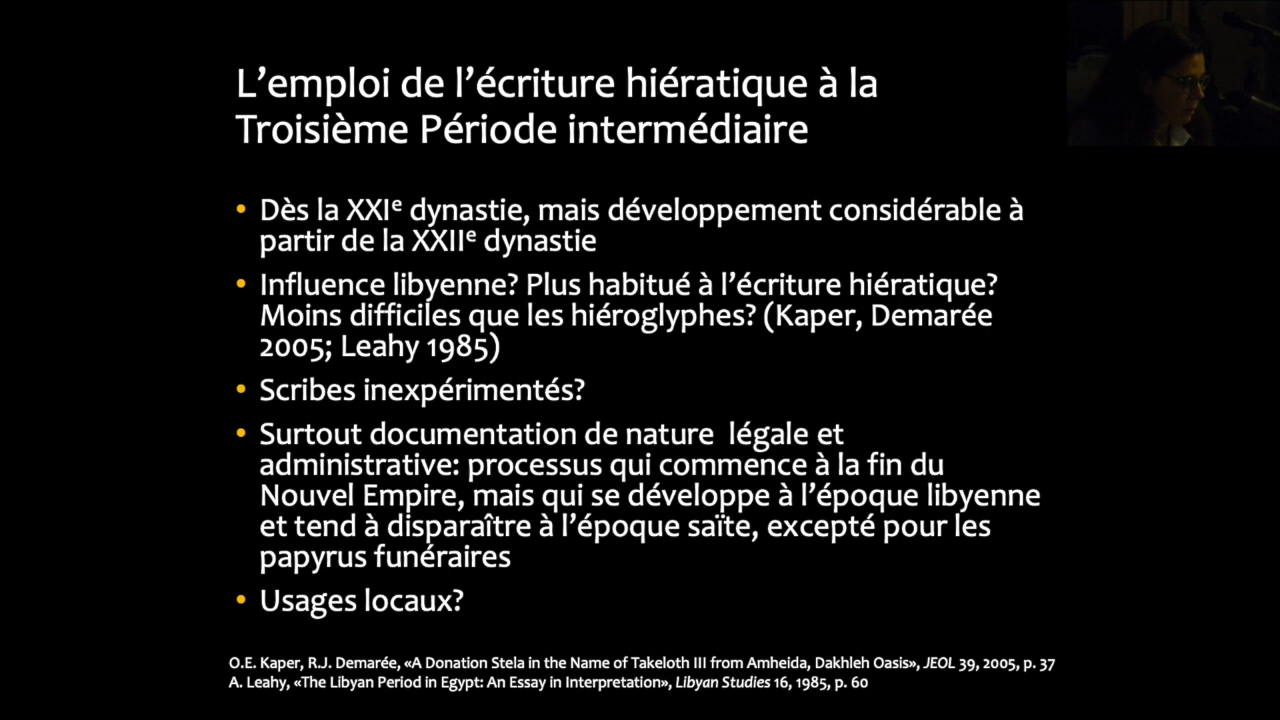 L’emploi de l’écriture hiératique à la
Troisième Période intermédiaire
• Dès la XXIᵉ dynastie, mais développement considérable à
partir de la XXIIᵉ dynastie
• Influence libyenne? Plus habitué à l’écriture hiératique?
Moins difficiles que les hiéroglyphes? (Kaper, Demarée
2005; Leahy 1985)
• Scribes inexpérimentés?
• Surtout documentation de nature  légale et
administrative: processus qui commence à la fin du
Nouvel Empire, mais qui se développe à l’époque libyenne
et tend à disparaître à l’époque saïte, excepté pour les
papyrus funéraires
• Usages locaux?
O.E. Kaper, R.J. Demarée, «A Donation Stela in the Name of Takeloth III from Amheida, Dakhleh Oasis», JEOL 39, 2005, p. 37
A. Leahy, «The Libyan Period in Egypt: An Essay in Interpretation», Libyan Studies 16, 1985, p. 60